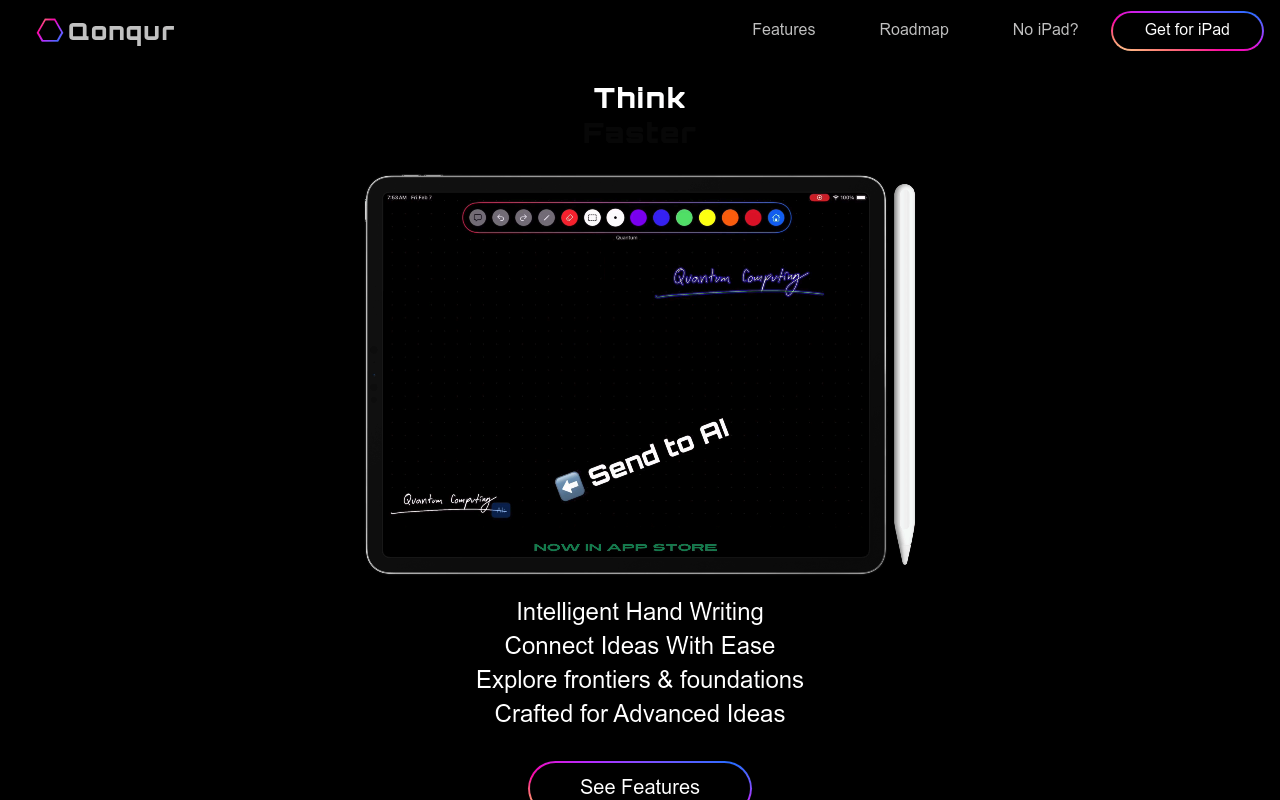 Qonqur
Features
Roadmap
No iPad?
Get for iPad
Think
Faster
7:53 AM Fri Feb 7
100%
Quantum
Quantum Computing
Send to AI
Quantum Computing
AI
NOW IN APP STORE
Intelligent Hand Writing
Connect Ideas With Ease
Explore frontiers & foundations
Crafted for Advanced Ideas
See Features